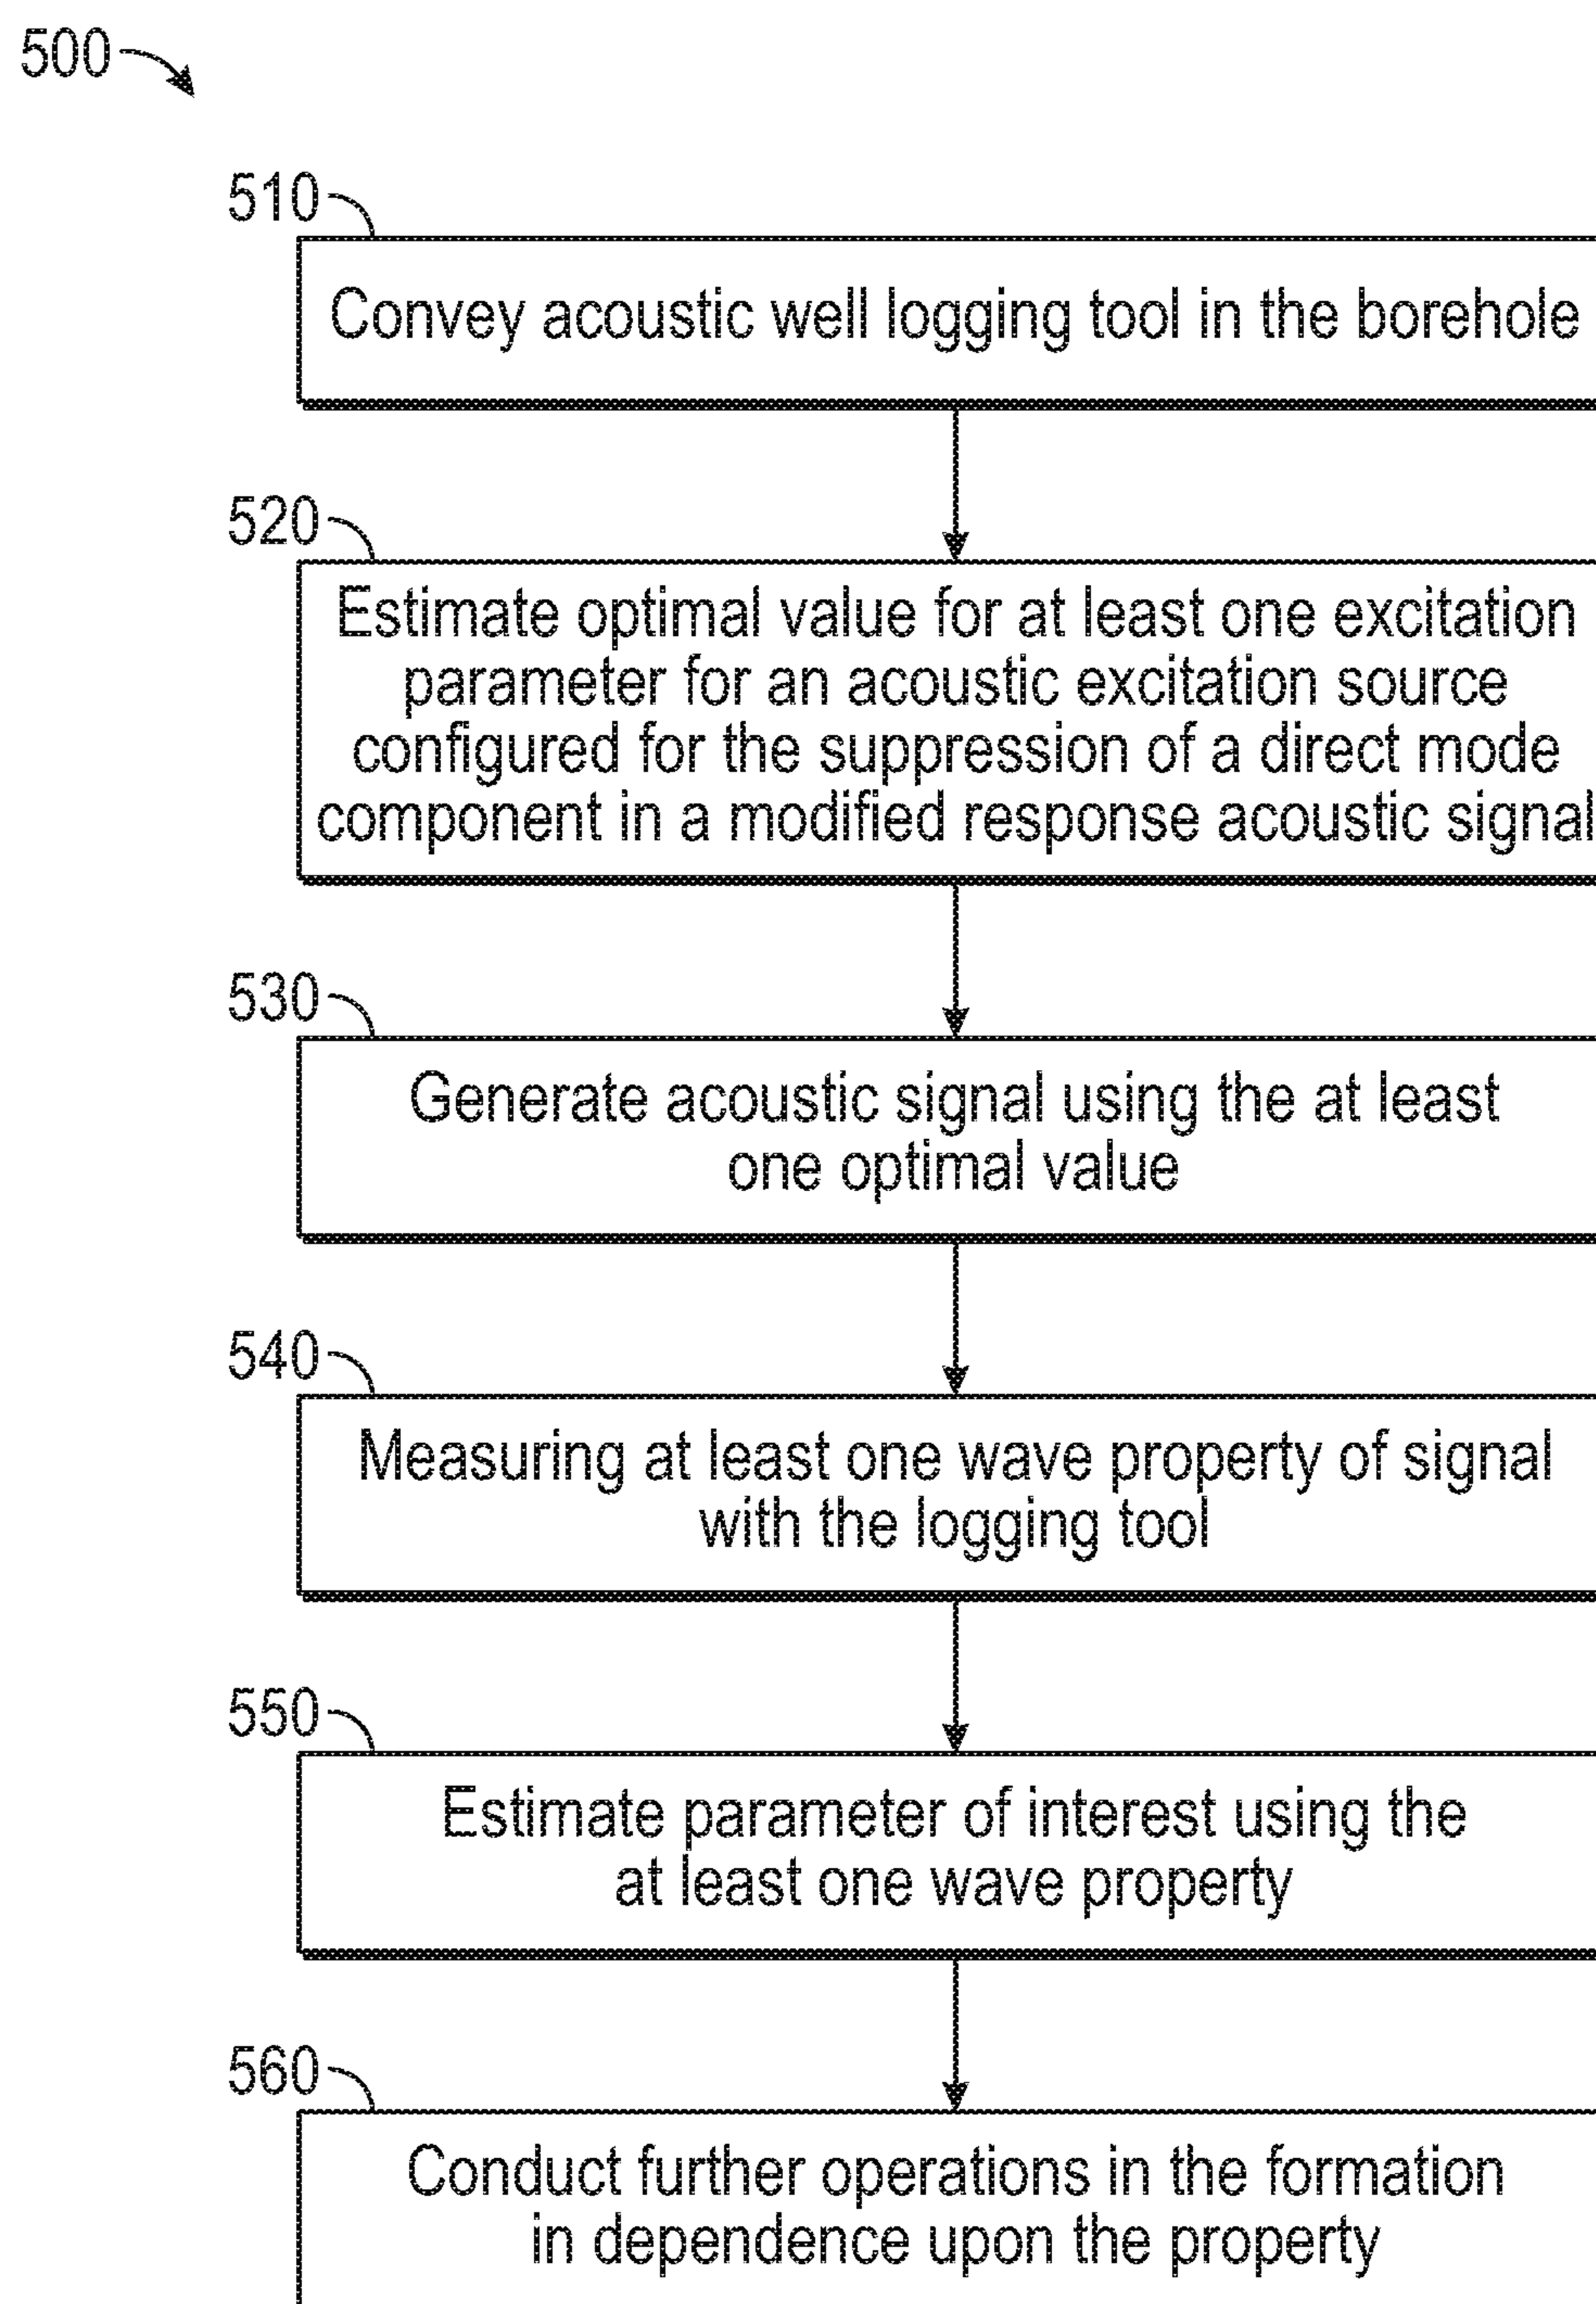 500
510
Convey acoustic well logging tool in the borehole
520
Estimate optimal value for at least one excitation
parameter for an acoustic excitation source
configured for the suppression of a direct mode
component in a modified response acoustic signal
530
Generate acoustic signal using the at least
one optimal value
540
Measuring at least one wave property of signal
with the logging tool
550
Estimate parameter of interest using the
at least one wave property
560
Conduct further operations in the formation
in dependence upon the property